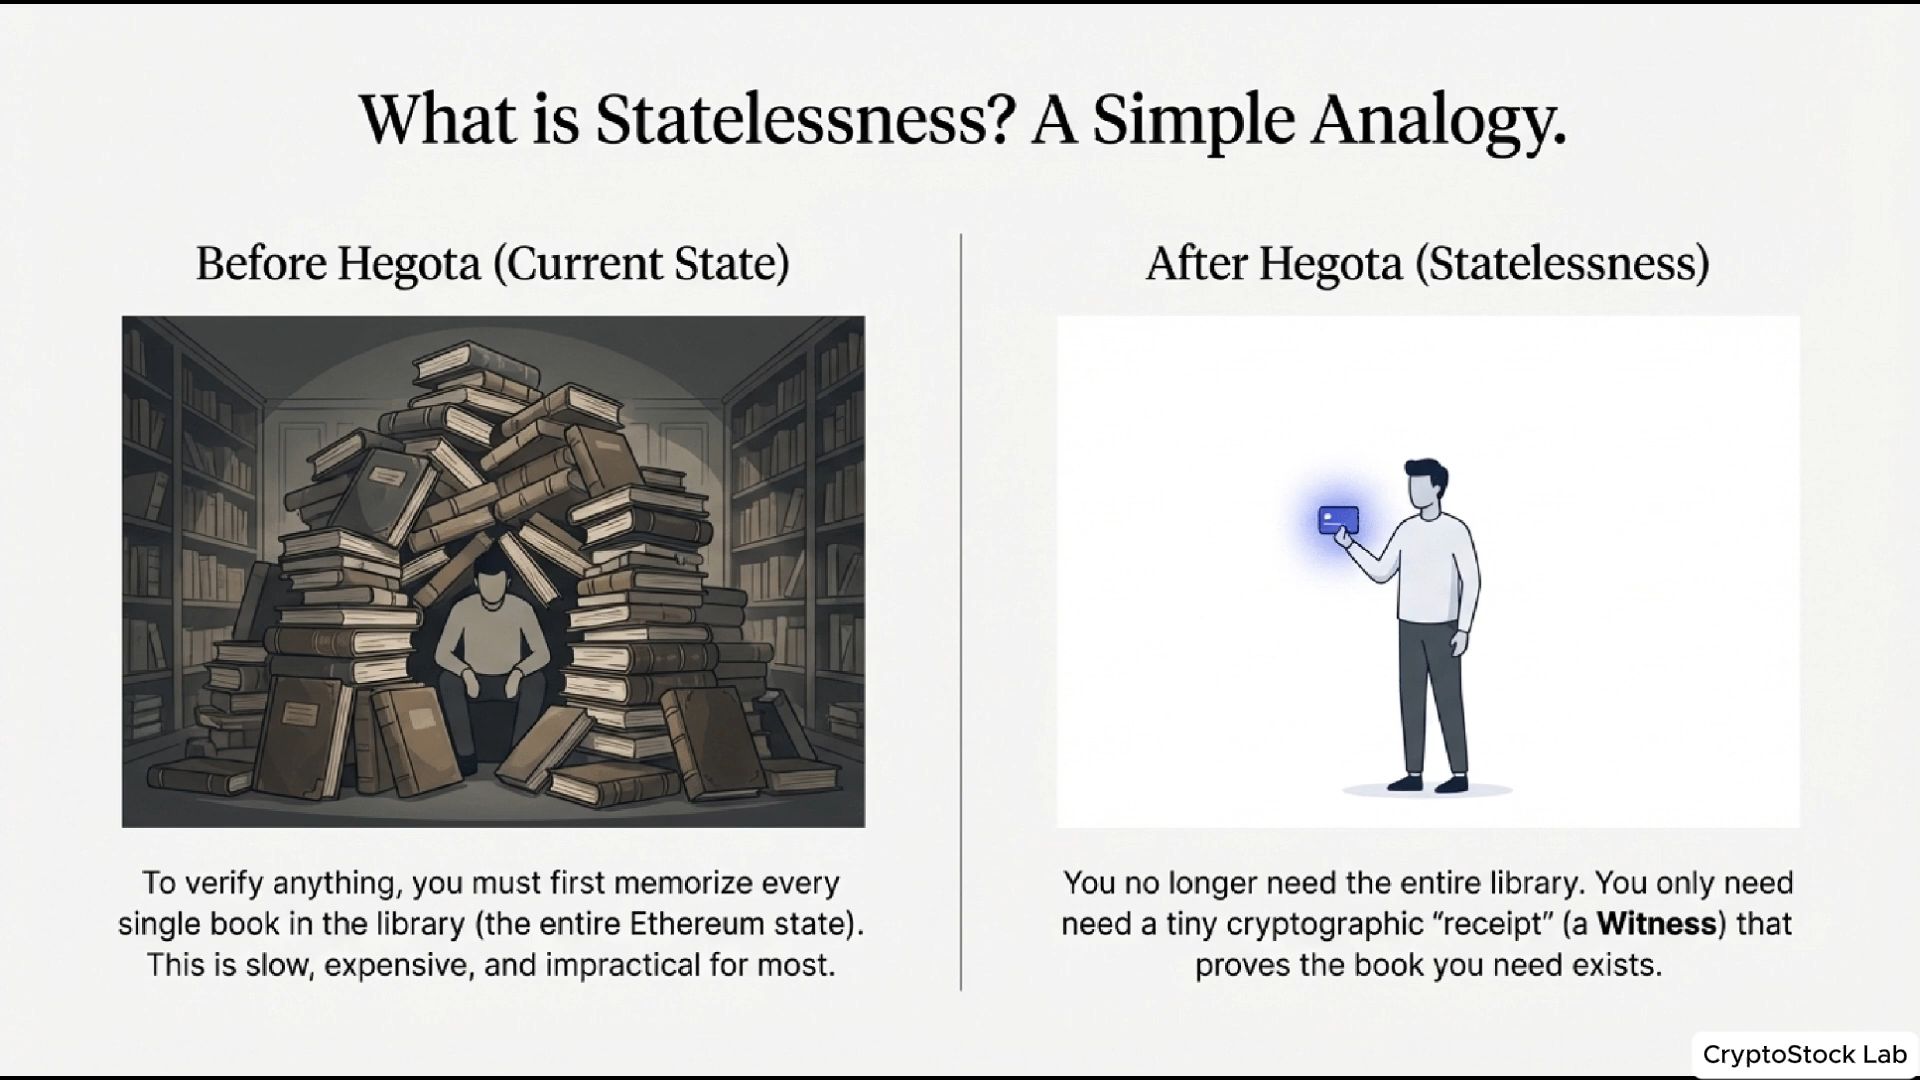 What is Statelessness? A Simple Analogy.
Before Hegota (Current State)
To verify anything, you must first memorize every
single book in the library (the entire Ethereum state).
This is slow, expensive, and impractical for most.
After Hegota (Statelessness)
You no longer need the entire library. You only need
need a tiny cryptographic “receipt” (a Witness) that
proves the book you need exists.
CryptoStock Lab